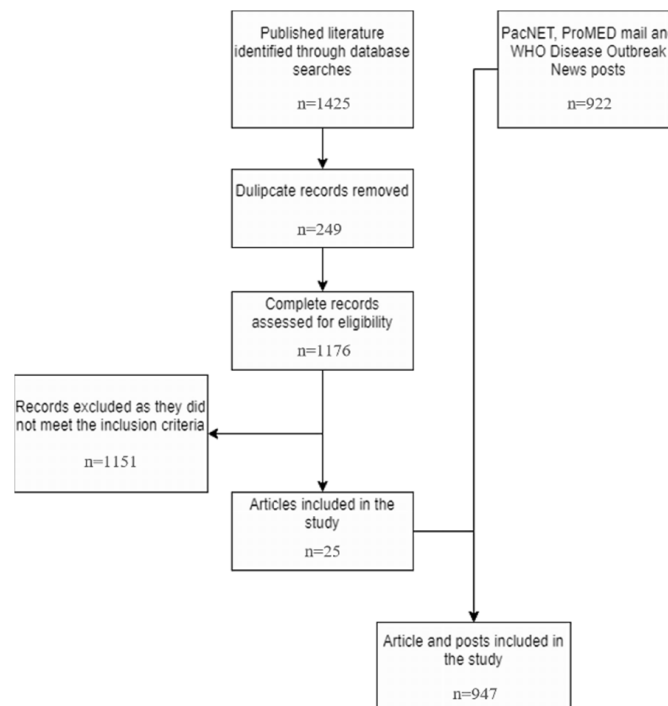 Published literature
identified through database
searches
n=1425
PacNET, ProMED mail an
WHO Disease Outbreak
News posts
n=922
Dulipcate records removed
n=249
Complete records
assessed for eligibility
n=1176
Records excluded as they did
not meet the inclusion criteria
n=1151
Articles included in the
study
n=25
Article and posts included in
the study
n=947